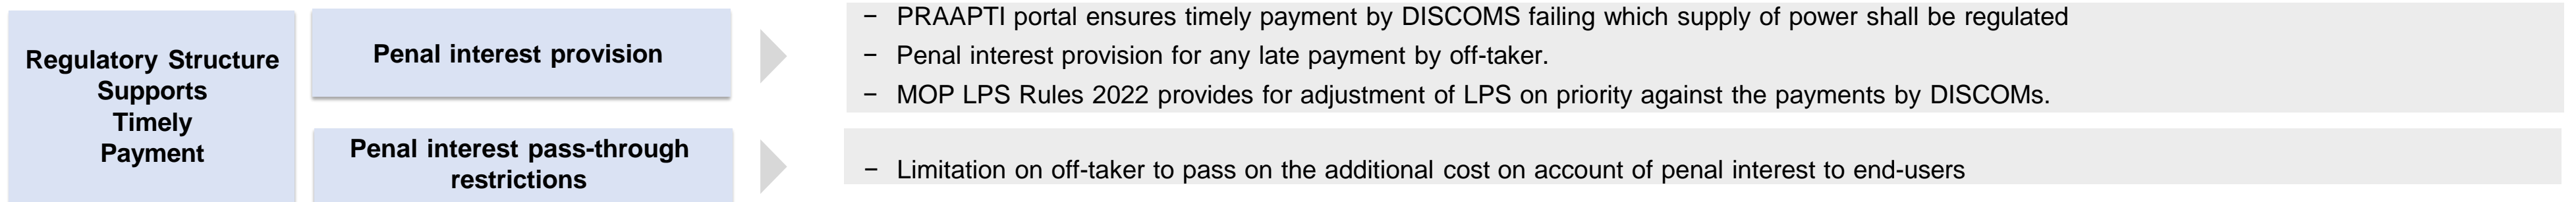 Regulatory Structure
Supports
Timely
Payment
Penal interest provision
− PRAAPTI portal ensures timely payment by DISCOMS failing which supply of power shall be regulated
− Penal interest provision for any late payment by off-taker.
− MOP LPS Rules 2022 provides for adjustment of LPS on priority against the payments by DISCOMs.
Penal interest pass-through
restrictions
− Limitation on off-taker to pass on the additional cost on account of penal interest to end-users